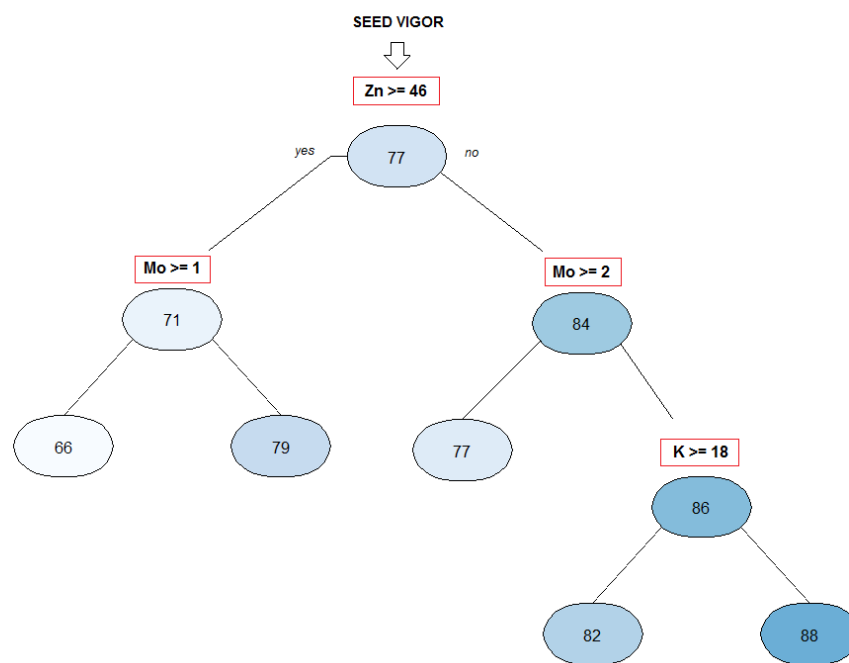 SEED VIGOR
Zn >= 46
yes
77
no
Mo >= 1
Mo >= 2
71
84
66
79
77
K >= 18
86
82
88